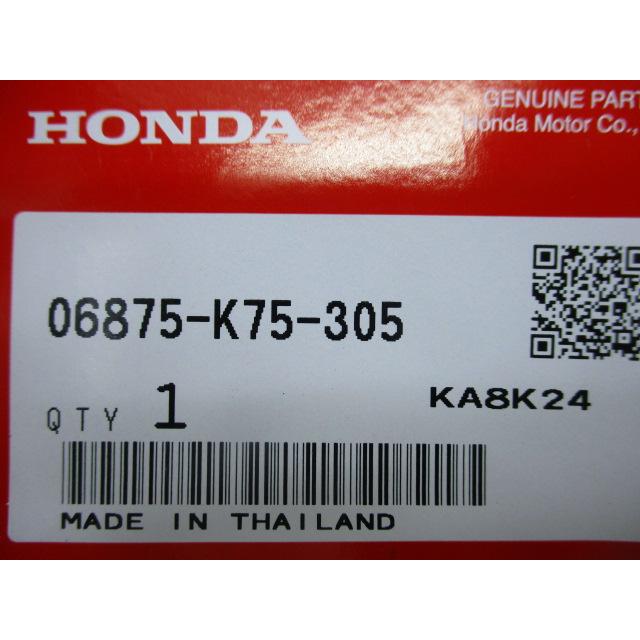 HONDA
GENUINE PART
Honda Motor Co.,
06875-K75-305
QTY 1
KA8K24
MADE IN THAILAND